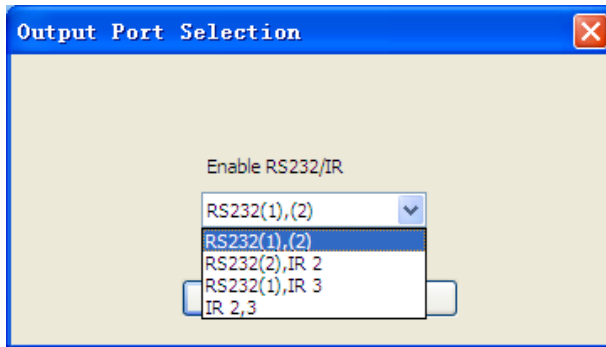 Output Port Selection
Enable RS232/IR
RS232(1),(2)
RS232(1),(2)
RS232(2),IR 2
RS232(1),IR 3
IR 2,3